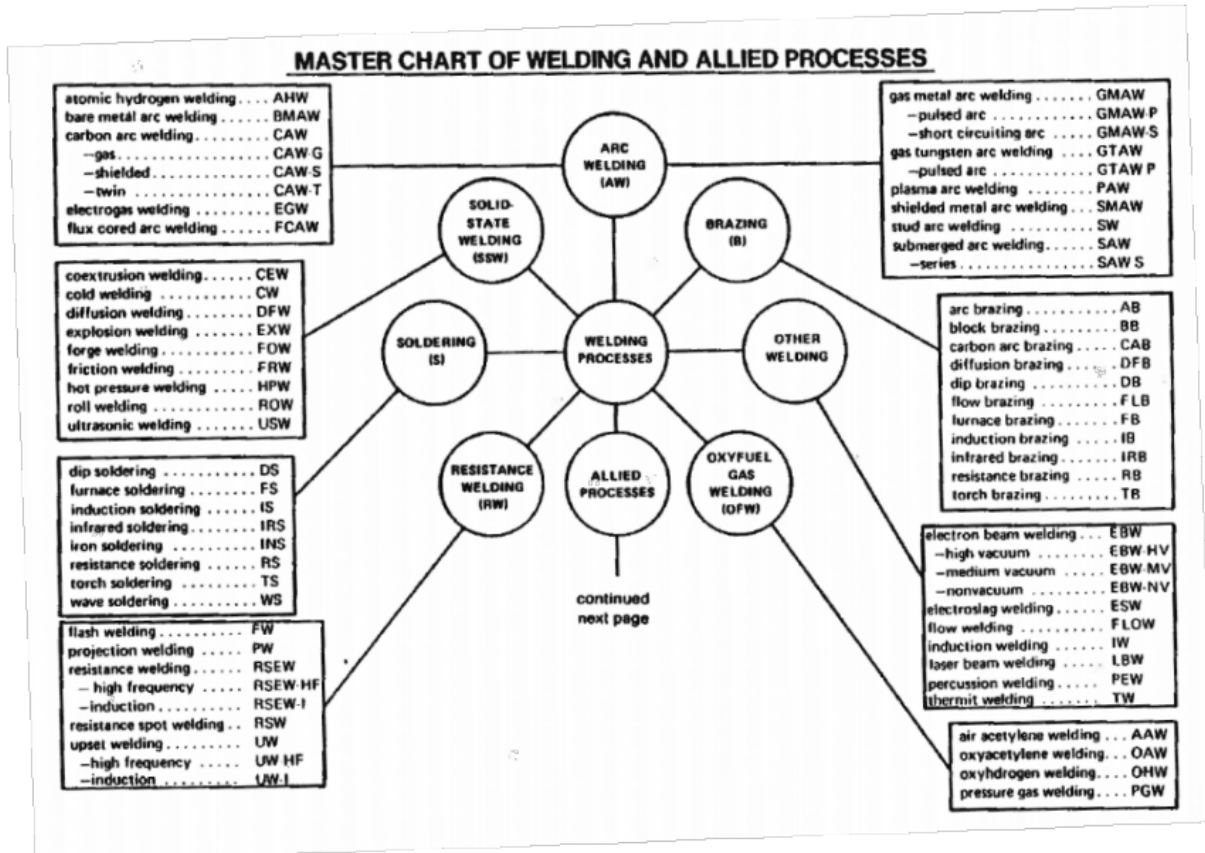 MASTER CHART OF WELDING AND ALLIED PROCESSES
atomic hydrogen welding .... AHW
bare metal arc welding ...... BMAW
carbon arc welding ......... CAW
—gas .................... CAW-G
—shielded ................ CAW-S
—twin ................... CAW-T
electrogas welding ......... EGW
flux cored arc welding ...... FCAW
gas metal arc welding ....... GMAW
—pulsed arc ............. GMAW-P
—short circuiting arc ...... GMAW-S
gas tungsten arc welding .... GTAW
—pulsed arc ............. GTAW P
plasma arc welding ......... PAW
shielded metal arc welding ... SMAW
stud arc welding ........... SW
submerged arc welding ...... SAW
—series ................. SAW S
ARC
WELDING
(AW)
SOLID-
STATE
WELDING
(SSW)
BRAZING
(B)
coextrusion welding ...... CEW
cold welding ........... CW
diffusion welding ........ DFW
explosion welding ........ EXW
forge welding ........... FOW
friction welding ......... FRW
hot pressure welding ..... HPW
roll welding ............ ROW
ultrasonic welding ....... USW
SOLDERING
(S)
WELDING
PROCESSES
OTHER
WELDING
arc brazing ............ AB
block brazing .......... BB
carbon arc brazing ...... CAB
diffusion brazing ....... DFB
dip brazing ............ DB
flow brazing ........... FLB
furnace brazing ......... FB
induction brazing ....... IB
infrared brazing ........ IRB
resistance brazing ...... RB
torch brazing .......... TB
dip soldering ........... DS
furnace soldering ........ FS
induction soldering ...... IS
infrared soldering ....... IRS
iron soldering .......... INS
resistance soldering ..... RS
torch soldering ......... TS
wave soldering .......... WS
RESISTANCE
WELDING
(RW)
ALLIED
PROCESSES
OXYFUEL
GAS
WELDING
(OFW)
continued
next page
electron beam welding ... EBW
—high vacuum ....... EBW-HV
—medium vacuum ..... EBW-MV
—nonvacuum ........ EBW-NV
electroslag welding ...... ESW
flow welding ........... FLOW
induction welding ....... IW
laser beam welding ...... LBW
percussion welding ...... PEW
thermit welding ........ TW
flash welding .......... FW
projection welding ..... PW
resistance welding ...... RSEW
— high frequency ..... RSEW-HF
—induction ......... RSEW-I
resistance spot welding .. RSW
upset welding ......... UW
—high frequency ..... UW-HF
—induction ......... UW-I
air acetylene welding ... AAW
oxyacetylene welding .... OAW
oxyhdrogen welding .... OHW
pressure gas welding .... PGW